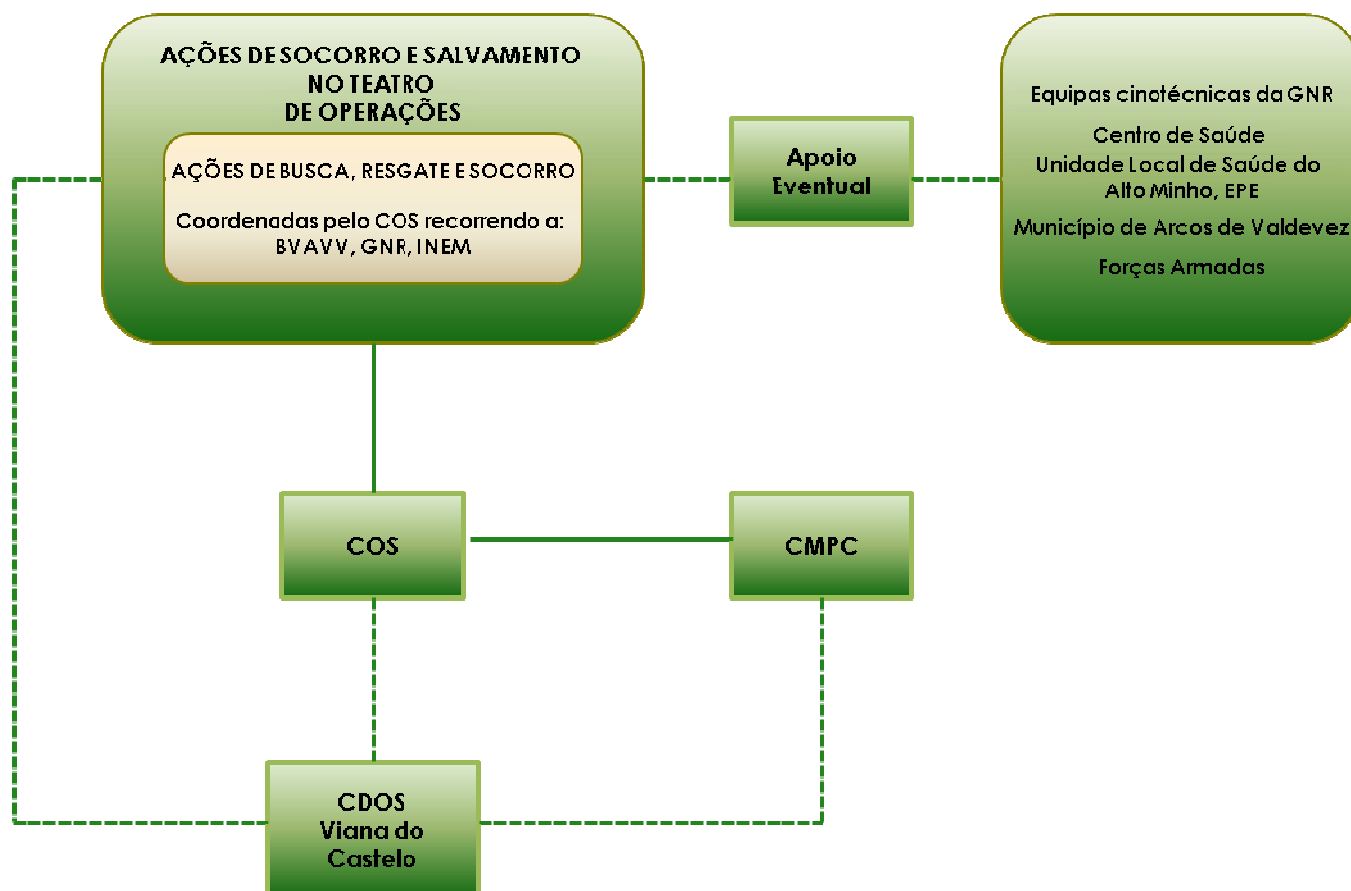 AÇÕES DE SOCORRO E SALVAMENTO
NO TEATRO
DE OPERAÇÕES
AÇÕES DE BUSCA, RESGATE E SOCORRO
Coordenadas pelo COS recorrendo a:
BVAVV, GNR, INEM
Apoio
Eventual
Equipas cinotécnicas da GNR
Centro de Saúde
Unidade Local de Saúde do
Alto Minho, EPE
Município de Arcos de Valdevez
Forças Armadas
COS
CMPC
CDOS
Viana do
Castelo